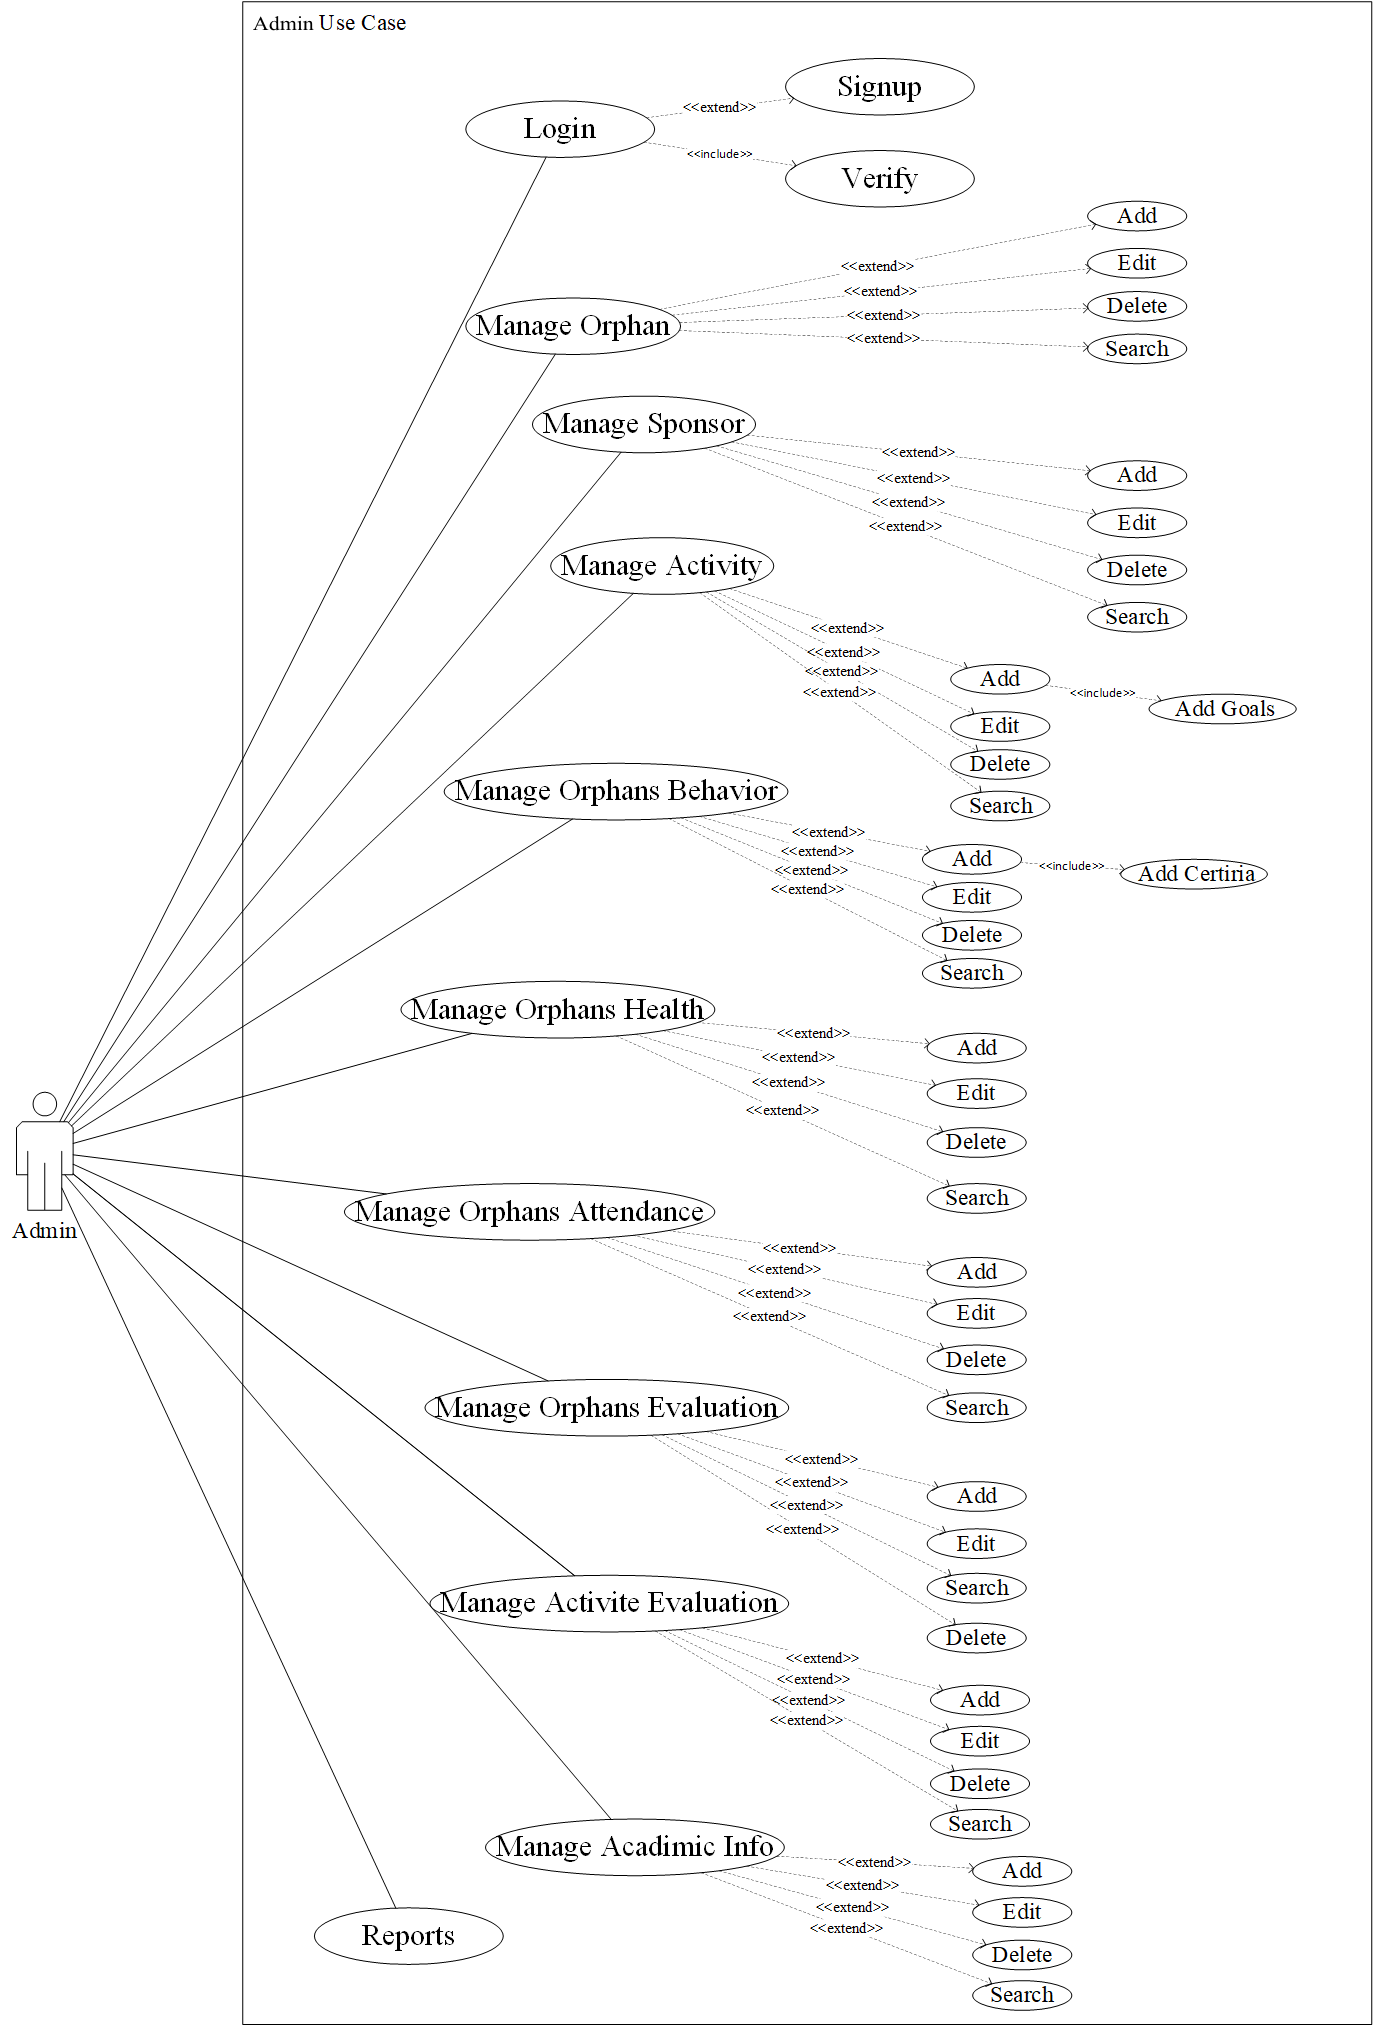 Admin Use Case
Signup
<<extend>>
Login
<<include>>
Verify
Add
<<extend>>
Edit
<<extend>>
Delete
<<extend>>
Manage Orphan
<<extend>>
Search
Manage Sponsor
<<extend>>
Add
<<extend>>
<<extend>>
Edit
<<extend>>
Manage Activity
Delete
Search
<<extend>>
<<extend>>
<<extend>>
Add
<<include>>
<<extend>>
Add Goals
Edit
Delete
Manage Orphans Behavior
Search
<<extend>>
<<extend>>
Add
<<include>>
<<extend>>
Add Certiria
<<extend>>
Edit
Delete
Search
Manage Orphans Health
<<extend>>
Add
<<extend>>
<<extend>>
Edit
<<extend>>
Delete
Search
Manage Orphans Attendance
Admin
<<extend>>
<<extend>>
Add
<<extend>>
Edit
<<extend>>
Delete
Manage Orphans Evaluation
Search
<<extend>>
<<extend>>
Add
<<extend>>
<<extend>>
Edit
Search
Manage Activite Evaluation
Delete
<<extend>>
<<extend>>
<<extend>>
Add
<<extend>>
Edit
Delete
Search
Manage Acadimic Info
<<extend>>
Add
<<extend>>
<<extend>>
Edit
<<extend>>
Reports
Delete
Search